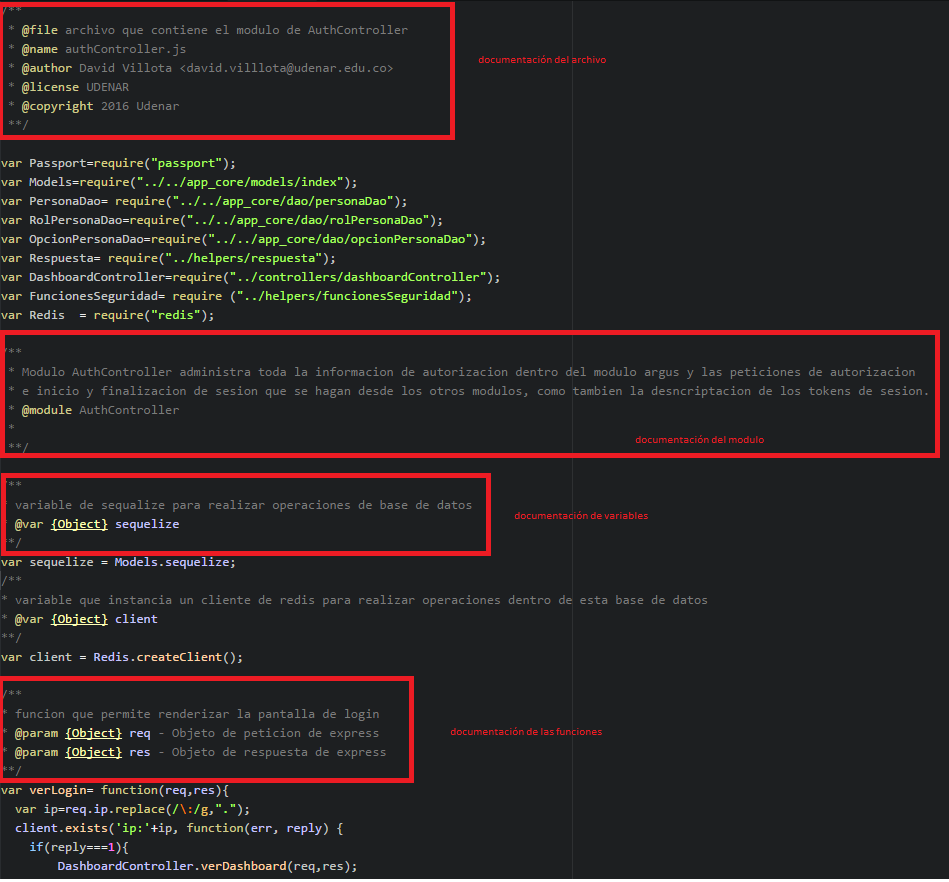 /**
* @file archivo que contiene el modulo de AuthController
* @name authController.js
documentación del archivo
* @author David Villota <david.villlota@udenar.edu.co>
* @license UDENAR
* @copyright 2016 Udenar
**/
var Passport=require("passport");
var Models=require("../../app_core/models/index");
var PersonaDao= require("../../app_core/dao/personaDao");
var RolPersonaDao=require("../../app_core/dao/rolPersonaDao");
var OpcionPersonaDao=require("../../app_core/dao/opcionPersonaDao");
var Respuesta= require("../helpers/respuesta");
var DashboardController=require("../controllers/dashboardController");
var FuncionesSeguridad= require ("../helpers/funcionesSeguridad");
var Redis  = require("redis");
/**
* Modulo AuthController administra toda la informacion de autorizacion dentro del modulo argus y las peticiones de autorizacion
* e inicio y finalizacion de sesion que se hagan desde los otros modulos, como tambien la desncriptacion de los tokens de sesion.
* @module AuthController
*
documentación del modulo
**/
/**
* variable de sequalize para realizar operaciones de base de datos
documentación de variables
* @var {Object} sequelize
**/
var sequelize = Models.sequelize;
/**
* variable que instancia un cliente de redis para realizar operaciones dentro de esta base de datos
* @var {Object} client
**/
var client = Redis.createClient();
/**
* funcion que permite renderizar la pantalla de login
* @param {Object} req - Objeto de peticion de express
documentación de las funciones
* @param {Object} res - Objeto de respuesta de express
**/
var verLogin= function(req,res){
var ip=req.ip.replace(/\:/g,".");
client.exists('ip:'+ip, function(err, reply) {
if(reply===1){
DashboardController.verDashboard(req,res);